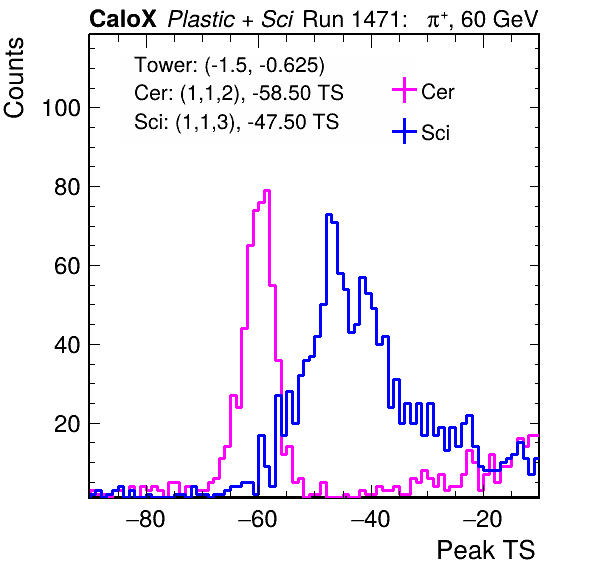 CaloX Plastic + Sci Run 1471: π⁺, 60 GeV
Counts
Tower: (-1.5, -0.625)
Cer: (1,1,2), -58.50 TS
Sci: (1,1,3), -47.50 TS
Cer
Sci
100
80
60
40
20
−80 −60 −40 −20
Peak TS